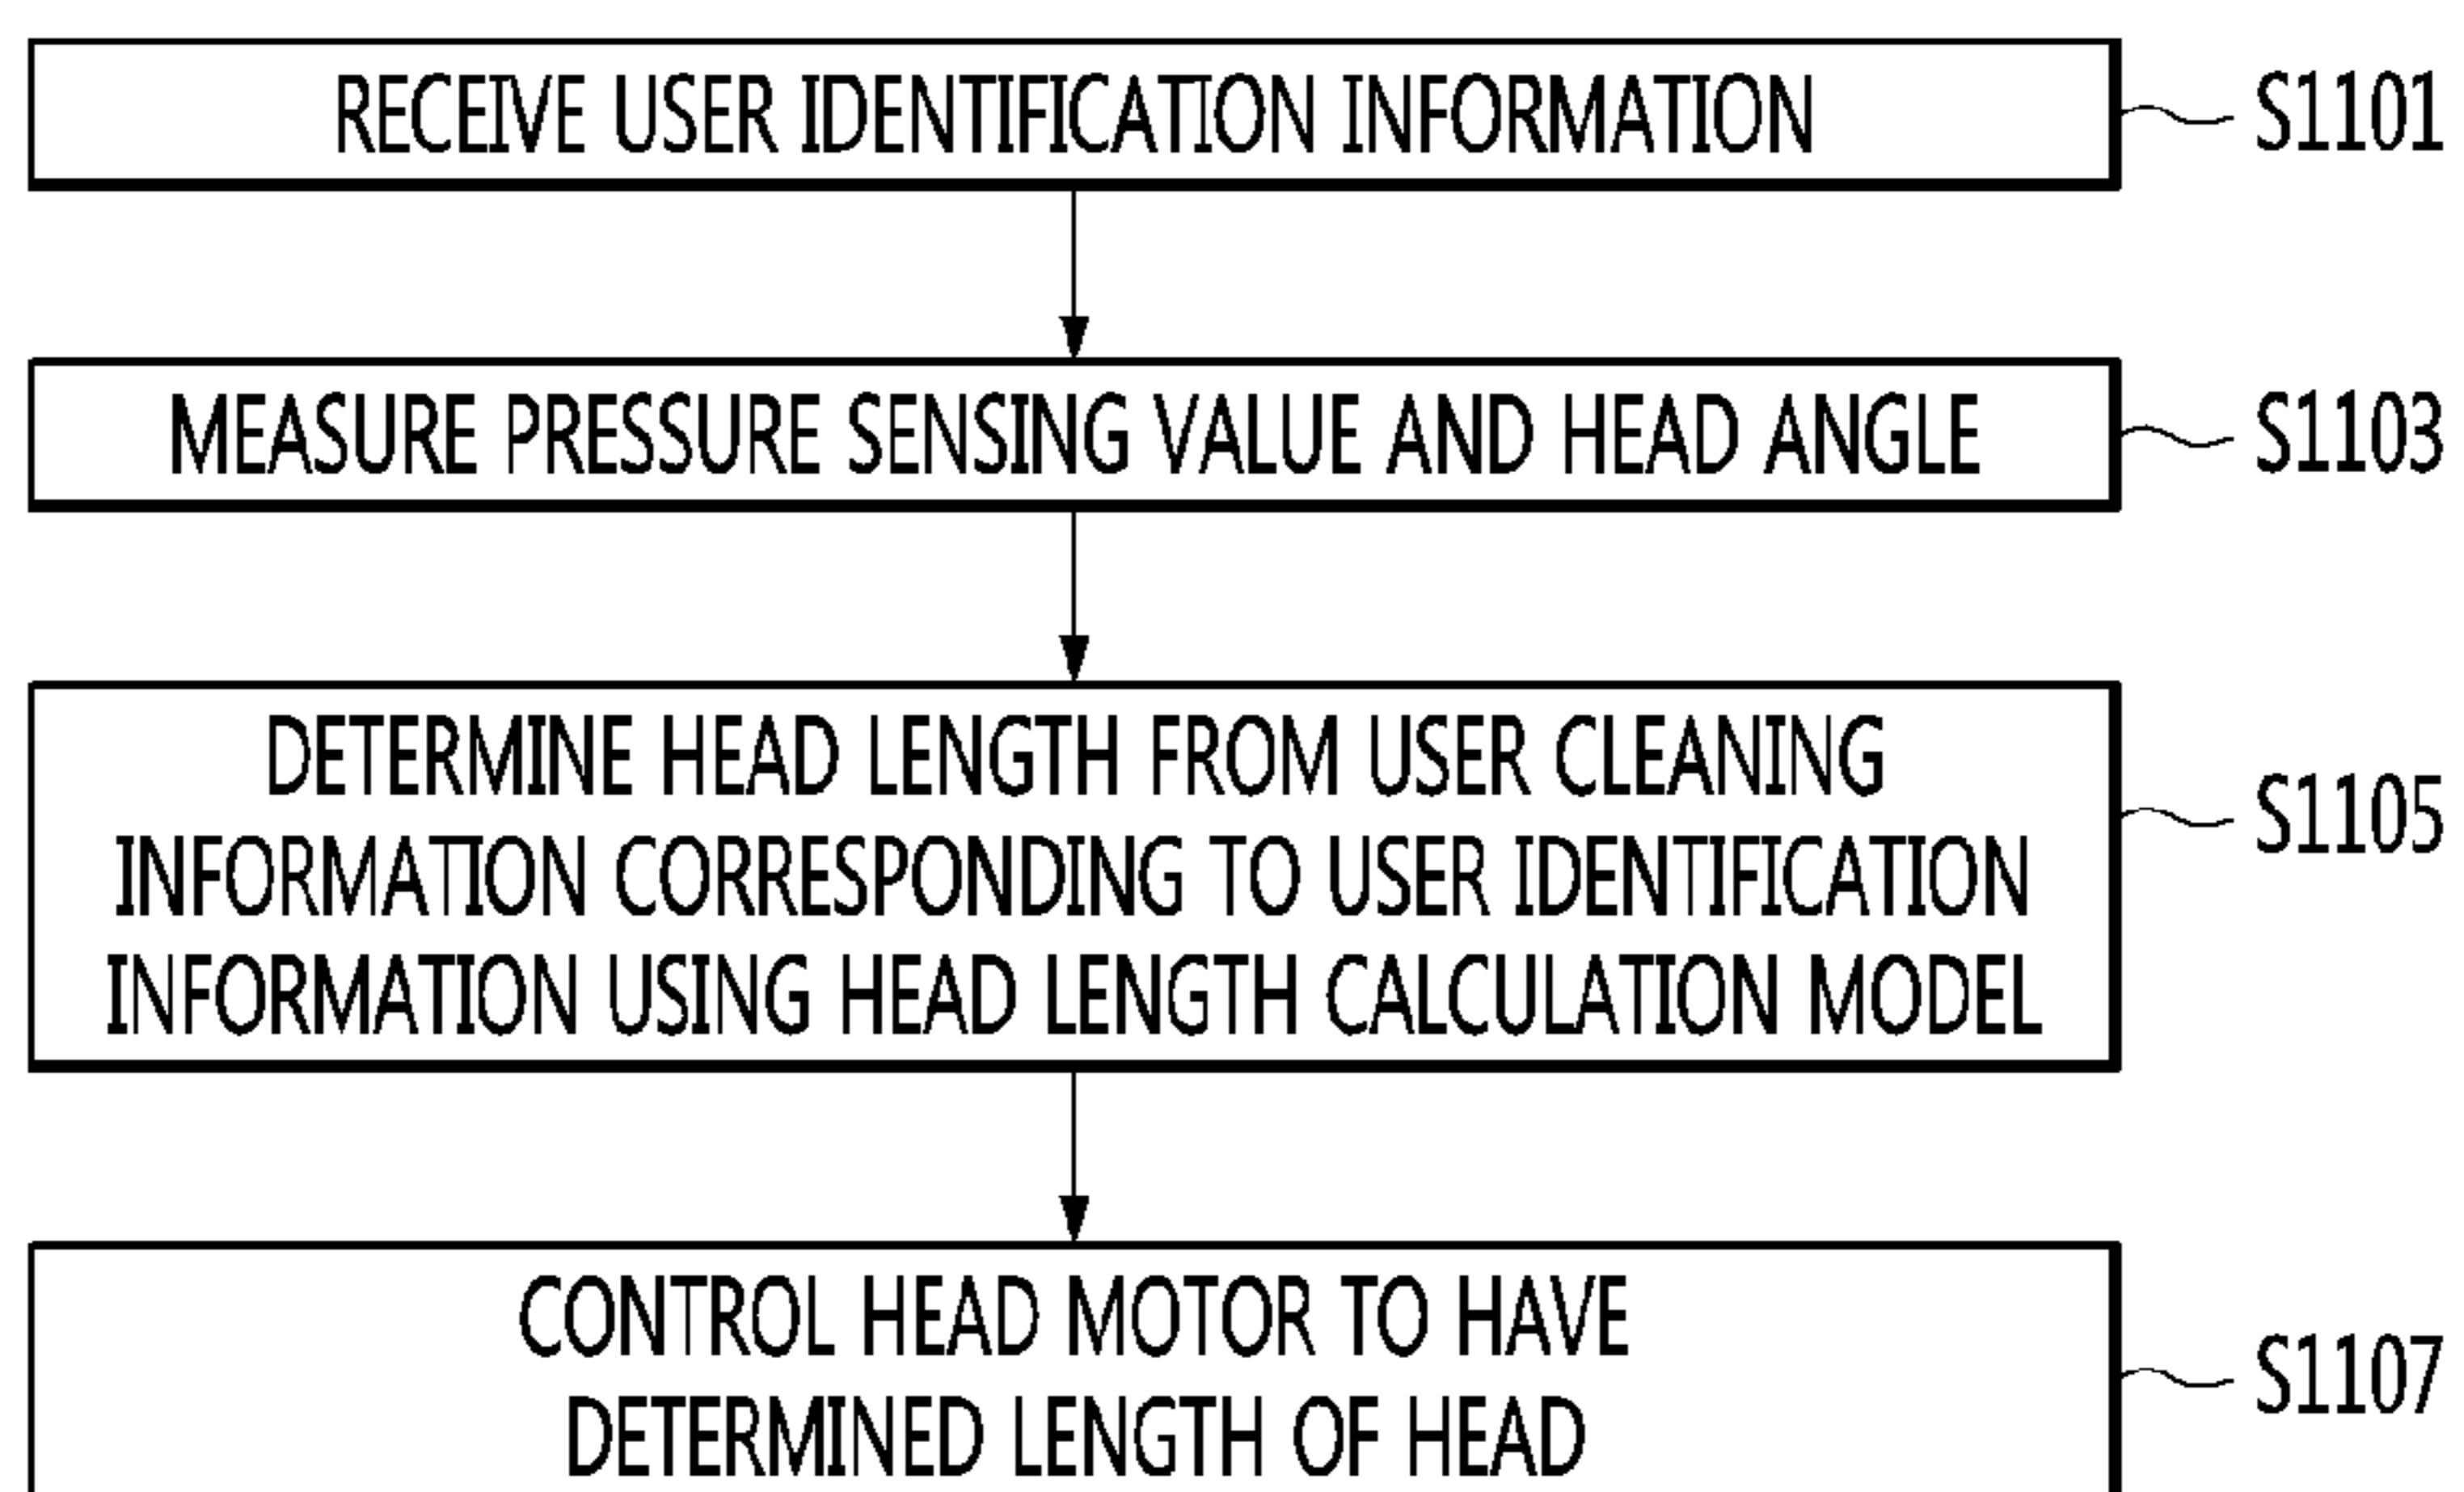 RECEIVE USER IDENTIFICATION INFORMATION
S1101
MEASURE PRESSURE SENSING VALUE AND HEAD ANGLE
S1103
DETERMINE HEAD LENGTH FROM USER CLEANING
INFORMATION CORRESPONDING TO USER IDENTIFICATION
INFORMATION USING HEAD LENGTH CALCULATION MODEL
S1105
CONTROL HEAD MOTOR TO HAVE
DETERMINED LENGTH OF HEAD
S1107